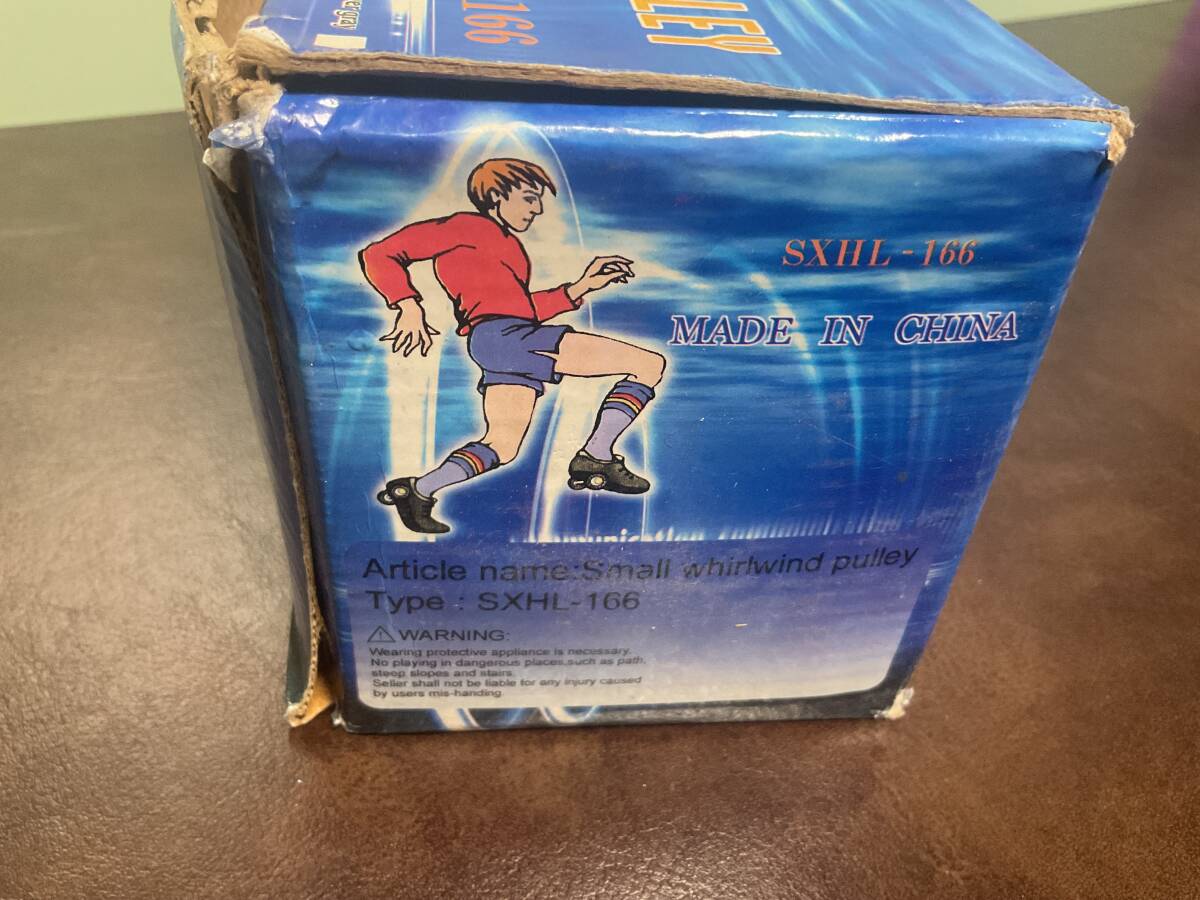 166
LLEY
SXHL-166
MADE IN CHINA
Article name:Small whirlwind pulley
Type : SXHL-166
WARNING:
Wearing protective appliance is necessary.
No playing in dangerous places,such as path,
steep slopes and stairs.
Seller shall not be liable for any injury caused
by users mis-handing.